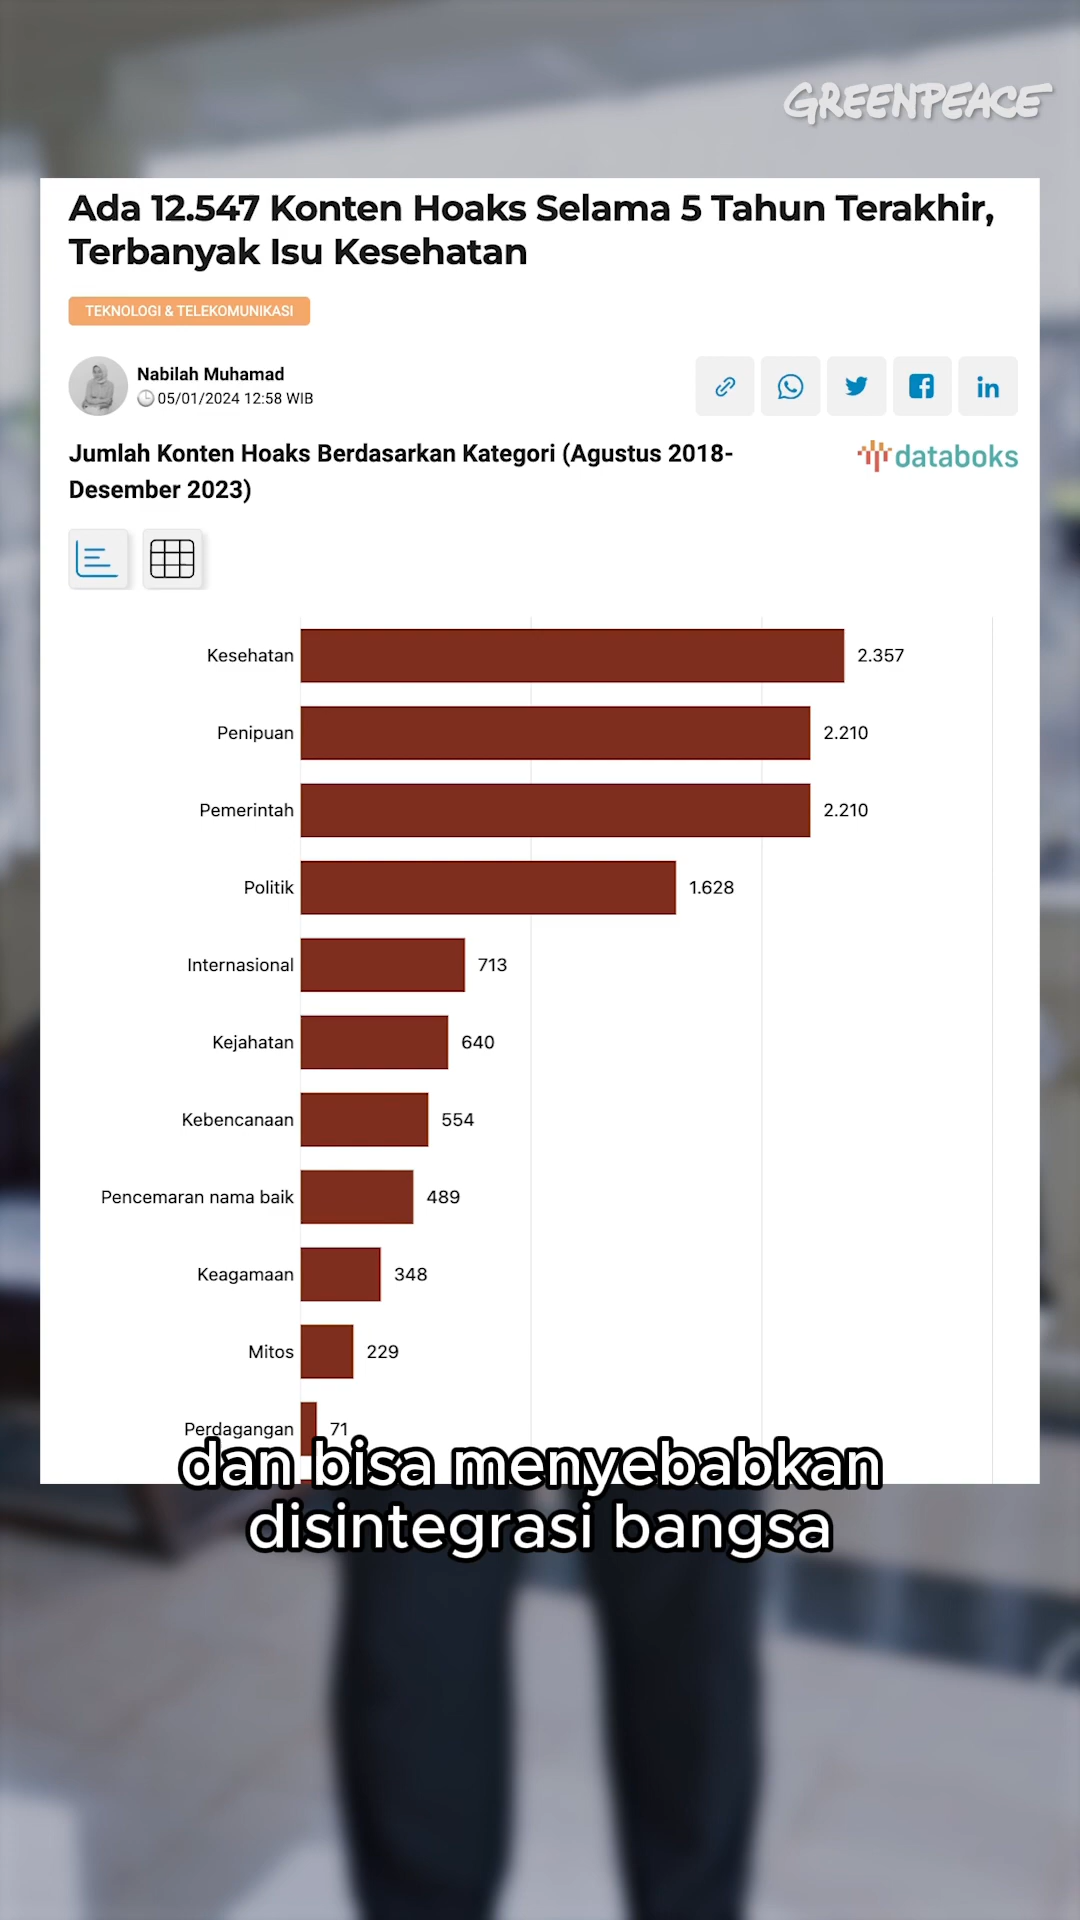 GREENPEACE
Ada 12.547 Konten Hoaks Selama 5 Tahun Terakhir,
Terbanyak Isu Kesehatan
TEKNOLOGI & TELEKOMUNIKASI
Nabilah Muhamad
05/01/2024 12:58 WIB
Jumlah Konten Hoaks Berdasarkan Kategori (Agustus 2018-
Desember 2023)
databoks
Kesehatan 2.357
Penipuan 2.210
Pemerintah 2.210
Politik 1.628
Internasional 713
Kejahatan 640
Kebencanaan 554
Pencemaran nama baik 489
Keagamaan 348
Mitos 229
Perdagangan 71
dan bisa menyebabkan
disintegrasi bangsa